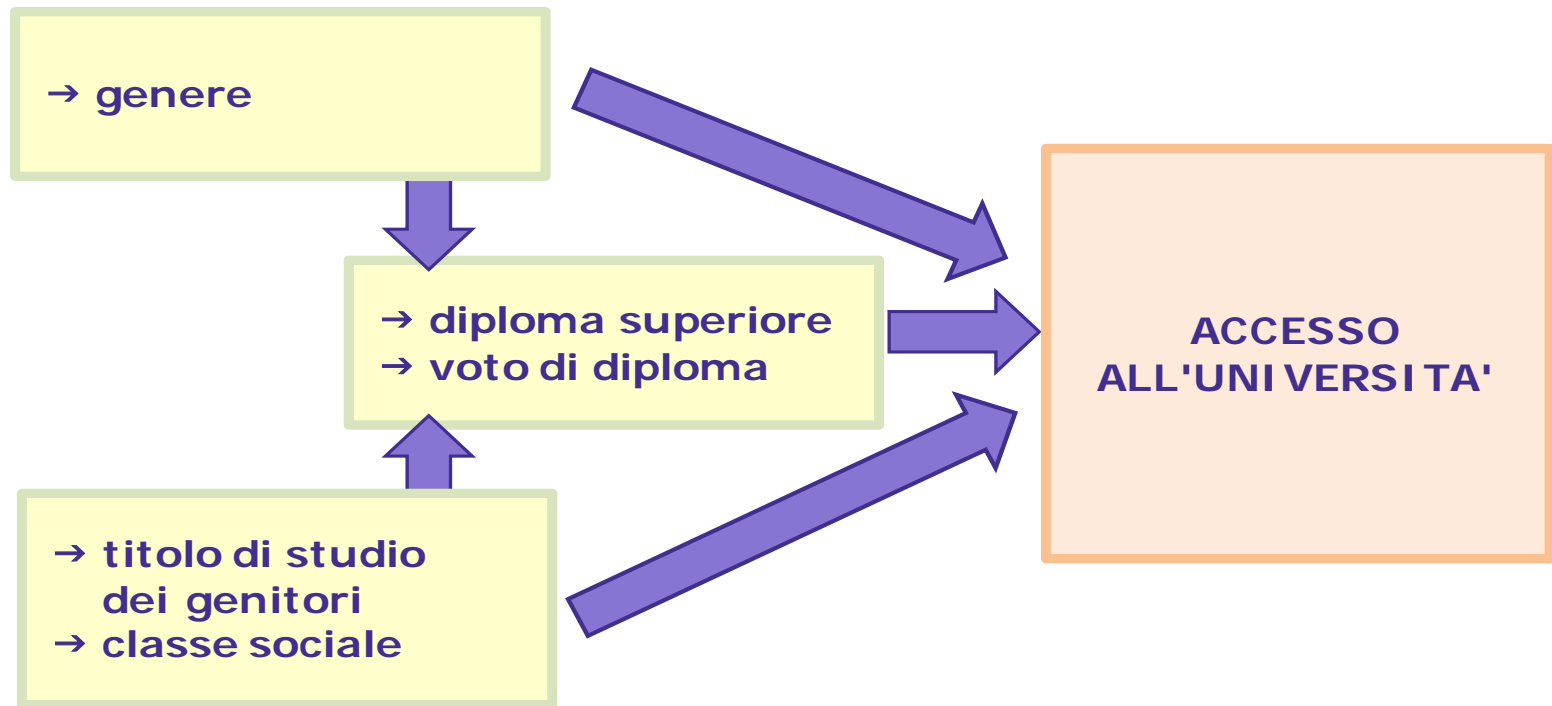 → genere
→ diploma superiore
→ voto di diploma
ACCESSO
ALL'UNIVERSITA'
→ titolo di studio
dei genitori
→ classe sociale